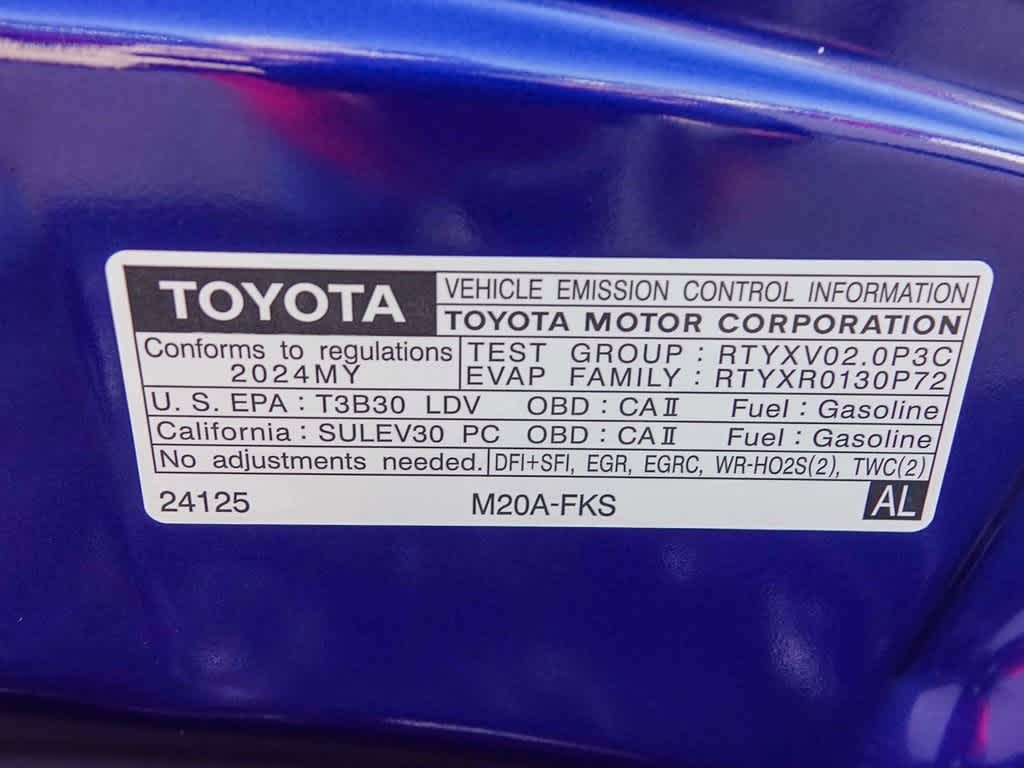 TOYOTA
VEHICLE EMISSION CONTROL INFORMATION
TOYOTA MOTOR CORPORATION
Conforms to regulations
2024MY
TEST GROUP : RTYXV02.0P3C
EVAP FAMILY : RTYXR0130P72
U. S. EPA : T3B30 LDV OBD : CAⅡ Fuel : Gasoline
California : SULEV30 PC OBD : CAⅡ Fuel : Gasoline
No adjustments needed. DFI+SFI, EGR, EGRC, WR-HO2S(2), TWC(2)
24125 M20A-FKS AL